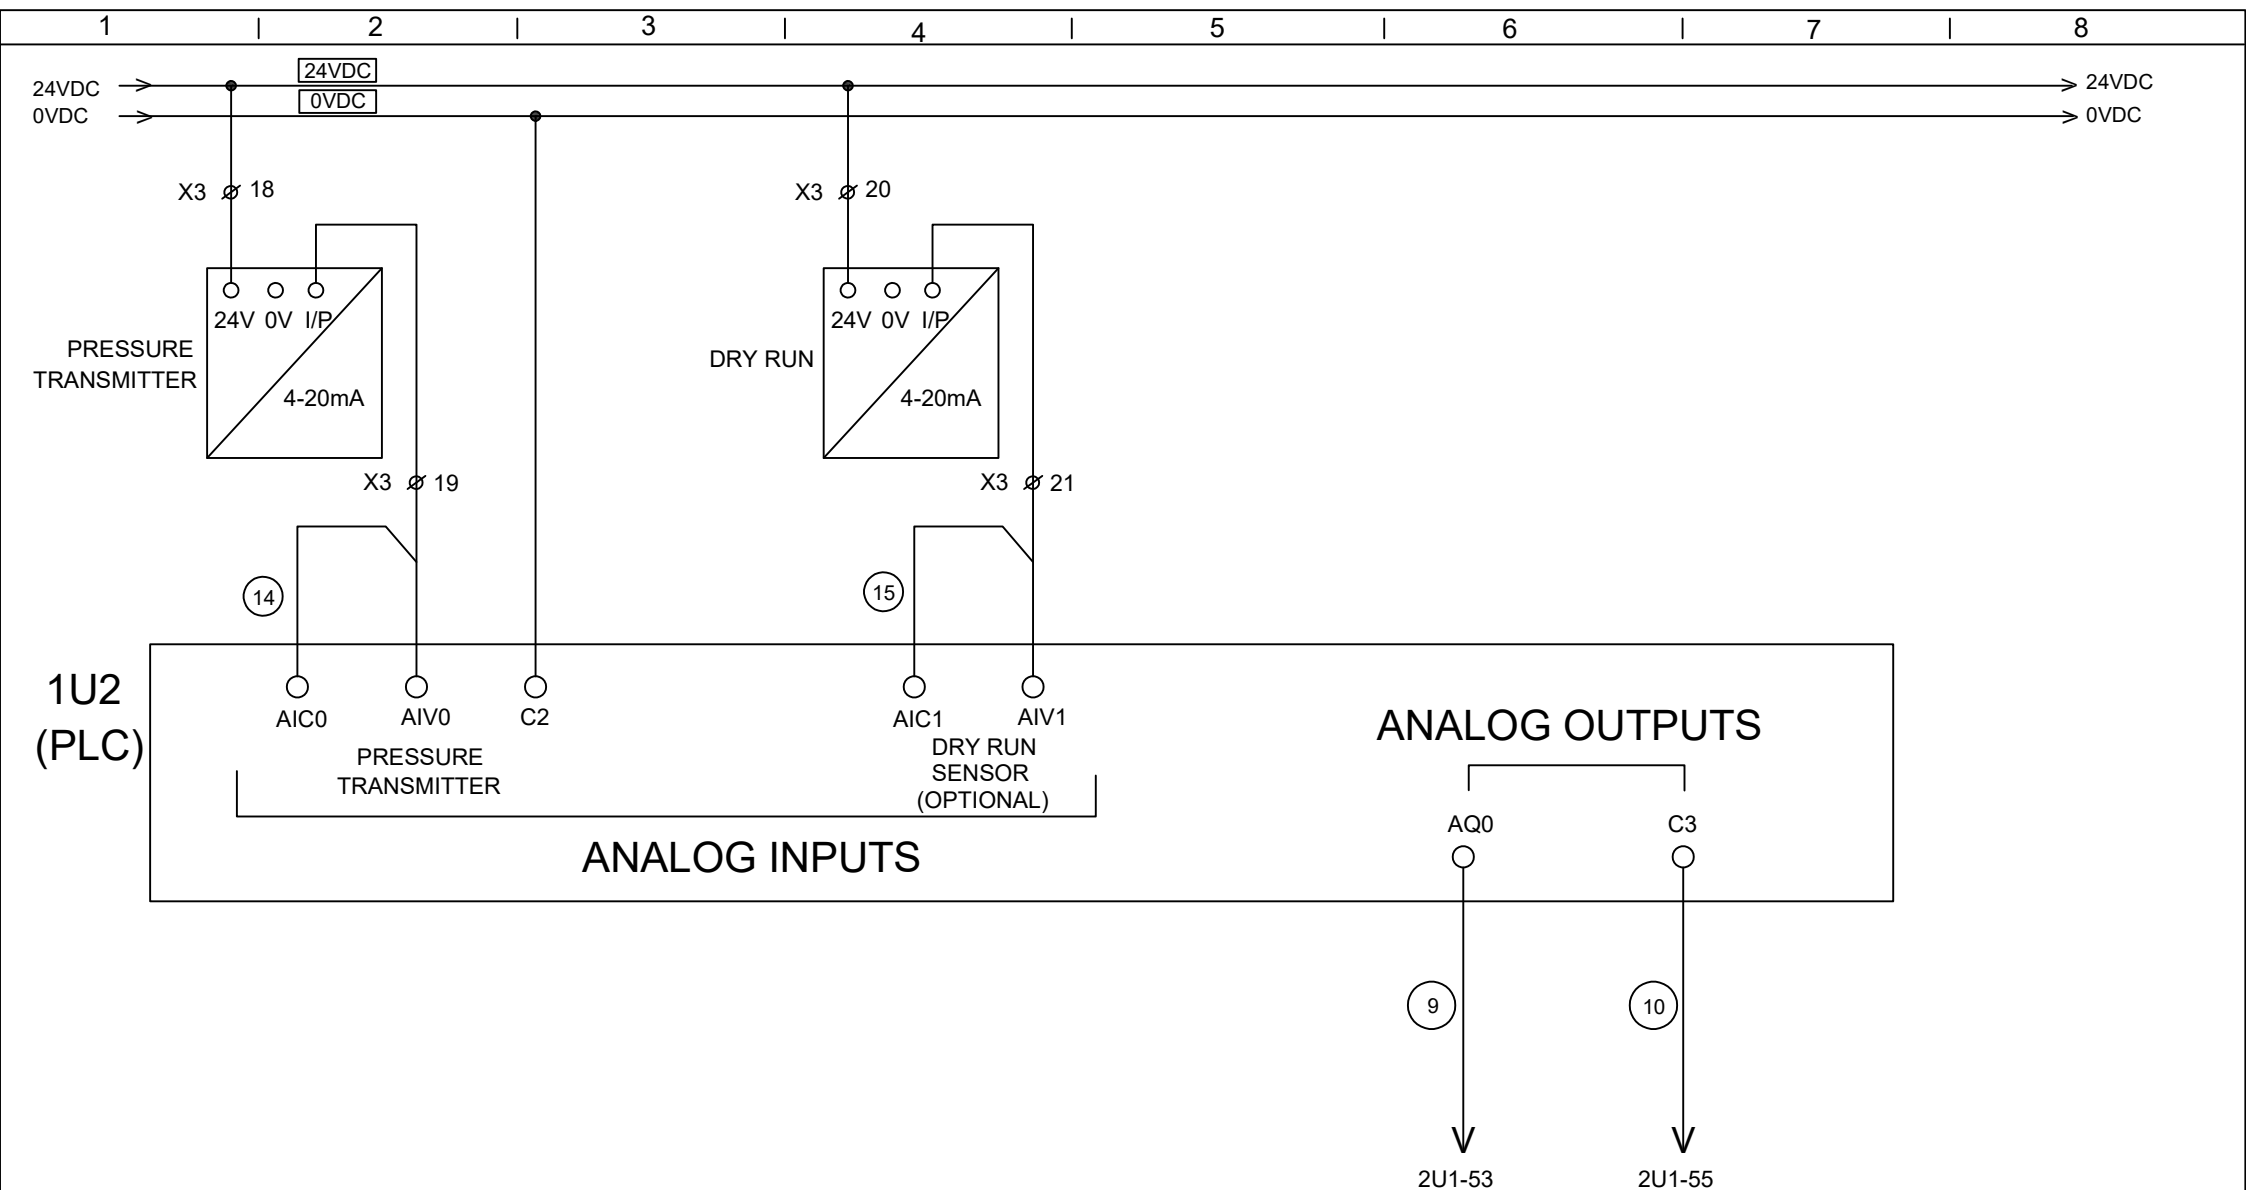 1 2 3 4 5 6 7 8
24VDC
24VDC 24VDC
0VDC
0VDC 0VDC
X3 18 X3 20
24V 0V I/P 24V 0V I/P
PRESSURE
TRANSMITTER
DRY RUN
4-20mA 4-20mA
X3 19 X3 21
14 15
1U2
(PLC)
AIC0 AIV0 C2 AIC1 AIV1
PRESSURE
TRANSMITTER
DRY RUN
SENSOR
(OPTIONAL)
ANALOG INPUTS
ANALOG OUTPUTS
AQ0 C3
9 10
2U1-53 2U1-55